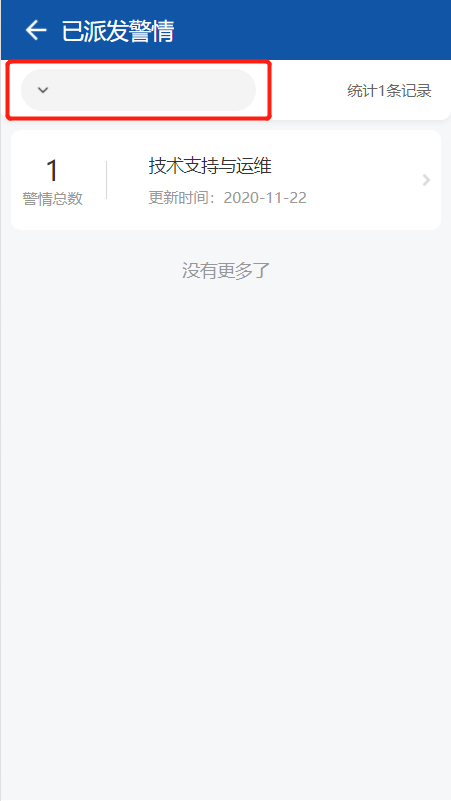 已派发警情
统计1条记录
1
警情总数
技术支持与运维
更新时间：2020-11-22
没有更多了